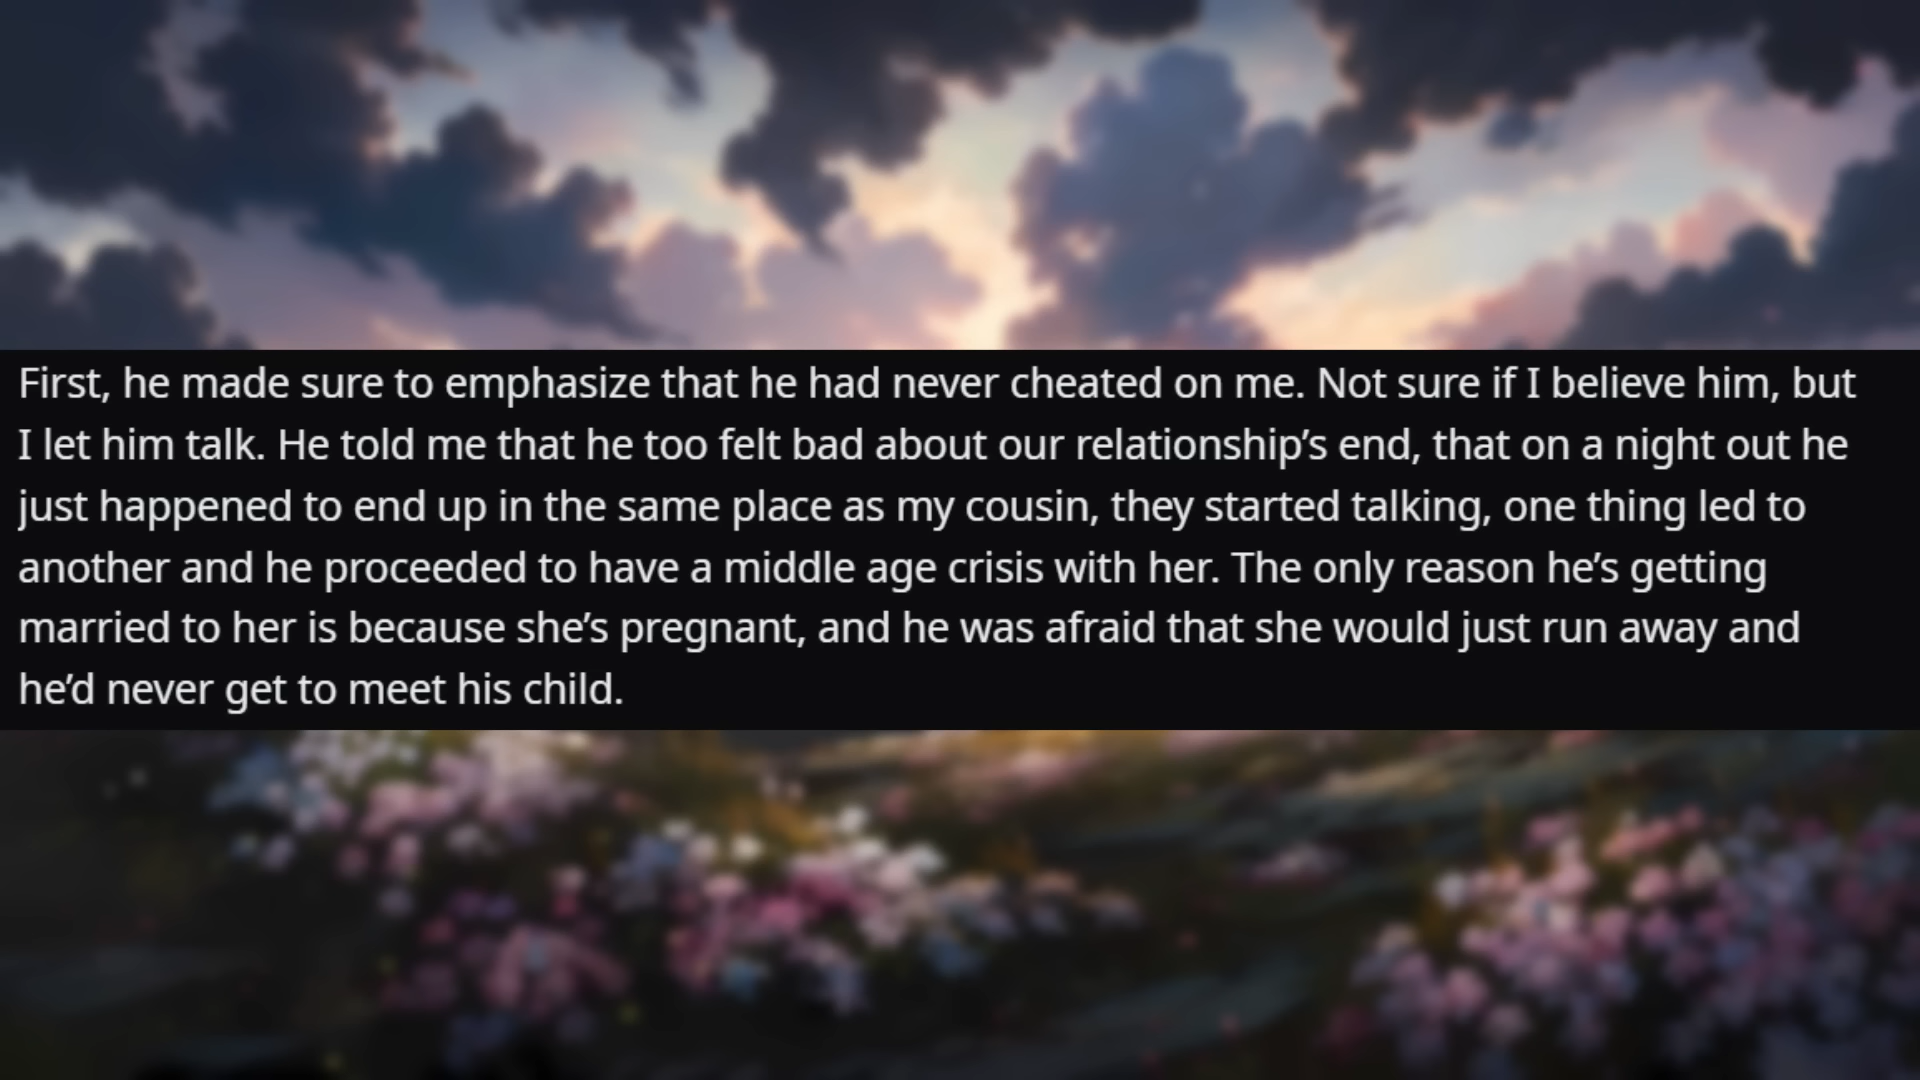 First, he made sure to emphasize that he had never cheated on me. Not sure if I believe him, but
I let him talk. He told me that he too felt bad about our relationship’s end, that on a night out he
just happened to end up in the same place as my cousin, they started talking, one thing led to
another and he proceeded to have a middle age crisis with her. The only reason he’s getting
married to her is because she’s pregnant, and he was afraid that she would just run away and
he’d never get to meet his child.